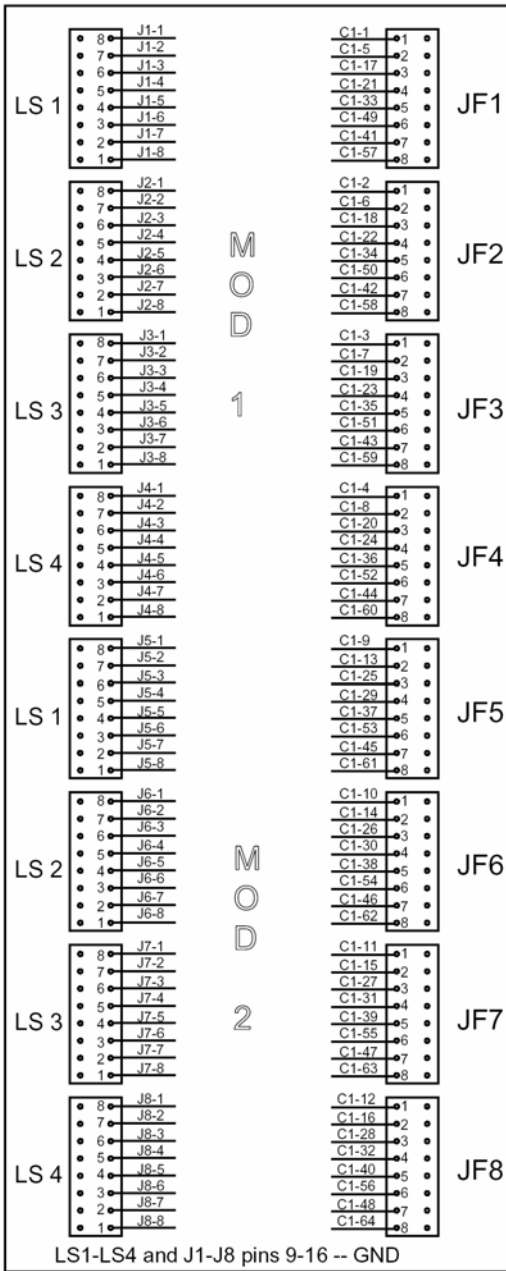 LS 1
8 J1-1
7 J1-2
6 J1-3
5 J1-4
4 J1-5
3 J1-6
2 J1-7
1 J1-8
C1-1 1
C1-5 2
C1-17 3
C1-21 4
C1-33 5
C1-49 6
C1-41 7
C1-57 8
JF1
LS 2
8 J2-1
7 J2-2
6 J2-3
5 J2-4
4 J2-5
3 J2-6
2 J2-7
1 J2-8
C1-2 1
C1-6 2
C1-18 3
C1-22 4
C1-34 5
C1-50 6
C1-42 7
C1-58 8
JF2
MOD 1
LS 3
8 J3-1
7 J3-2
6 J3-3
5 J3-4
4 J3-5
3 J3-6
2 J3-7
1 J3-8
C1-3 1
C1-7 2
C1-19 3
C1-23 4
C1-35 5
C1-51 6
C1-43 7
C1-59 8
JF3
LS 4
8 J4-1
7 J4-2
6 J4-3
5 J4-4
4 J4-5
3 J4-6
2 J4-7
1 J4-8
C1-4 1
C1-8 2
C1-20 3
C1-24 4
C1-36 5
C1-52 6
C1-44 7
C1-60 8
JF4
LS 1
8 J5-1
7 J5-2
6 J5-3
5 J5-4
4 J5-5
3 J5-6
2 J5-7
1 J5-8
C1-9 1
C1-13 2
C1-25 3
C1-29 4
C1-37 5
C1-53 6
C1-45 7
C1-61 8
JF5
LS 2
8 J6-1
7 J6-2
6 J6-3
5 J6-4
4 J6-5
3 J6-6
2 J6-7
1 J6-8
C1-10 1
C1-14 2
C1-26 3
C1-30 4
C1-38 5
C1-54 6
C1-46 7
C1-62 8
JF6
MOD 2
LS 3
8 J7-1
7 J7-2
6 J7-3
5 J7-4
4 J7-5
3 J7-6
2 J7-7
1 J7-8
C1-11 1
C1-15 2
C1-27 3
C1-31 4
C1-39 5
C1-55 6
C1-47 7
C1-63 8
JF7
LS 4
8 J8-1
7 J8-2
6 J8-3
5 J8-4
4 J8-5
3 J8-6
2 J8-7
1 J8-8
C1-12 1
C1-16 2
C1-28 3
C1-32 4
C1-40 5
C1-56 6
C1-48 7
C1-64 8
JF8
LS1-LS4 and J1-J8 pins 9-16 -- GND